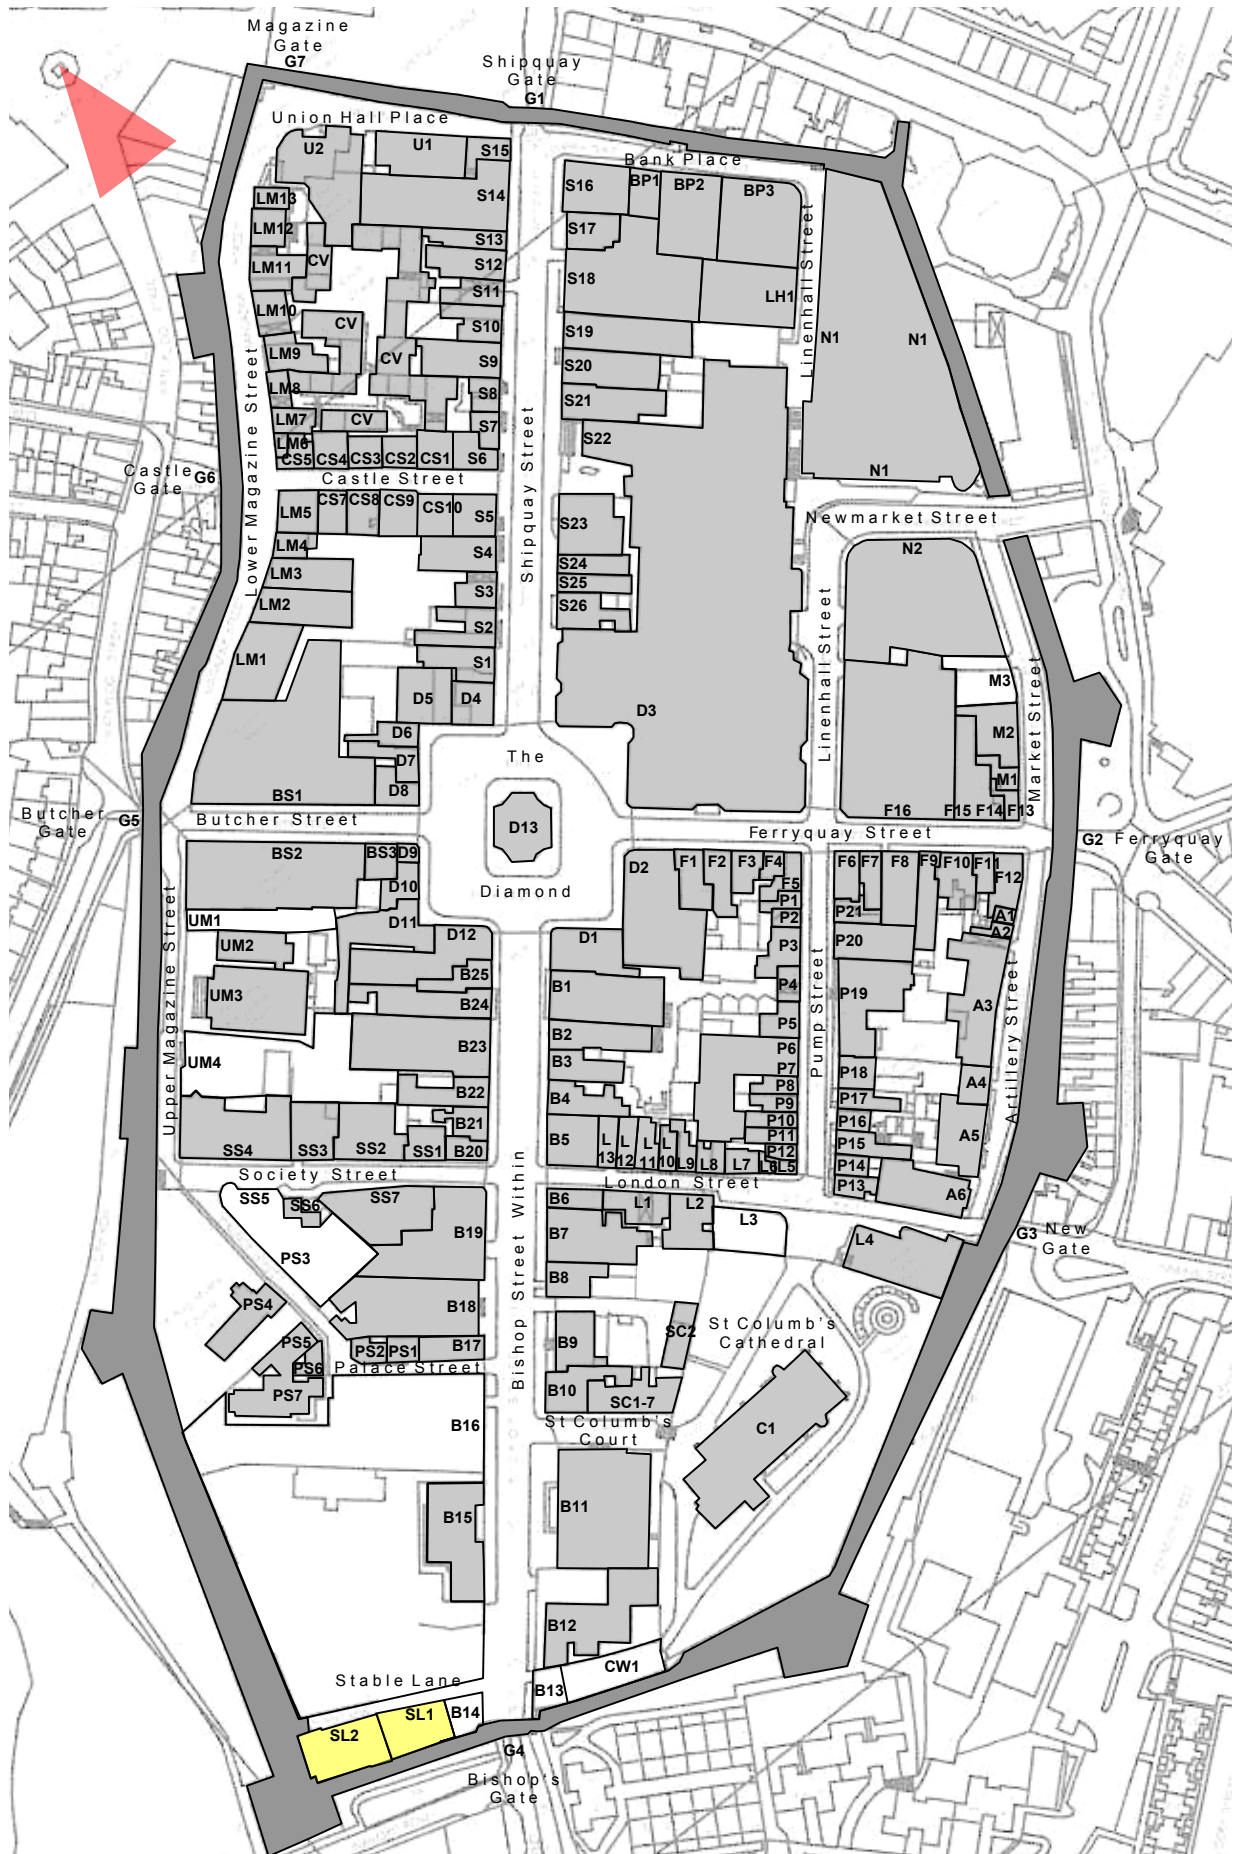 Magazine
Gate
G7
Shipquay
Gate
G1
Union Hall Place
U2
U1
S15
Bank Place
S14
S16
BP1
BP2
BP3
LM13
LM12
S13
S17
LM11
CV
S12
S18
S11
LH1
LM10
CV
S10
S19
N1
N1
Linenhall Street
LM9
CV
S9
S20
LM8
S8
S21
LM7
CV
S7
S22
LM6
CS5
CS4
CS3
CS2
CS1
S6
Castle
Gate
G6
Castle Street
N1
Lower Magazine Street
Shipquay Street
LM5
CS7
CS8
CS9
CS10
S5
S23
Newmarket Street
N2
LM4
S4
LM3
S24
S3
S25
LM2
S26
S2
Linenhall Street
LM1
S1
M3
D5
D4
D3
Market Street
D6
M2
D7
The
M1
BS1
D8
F16
F15
F14
F13
Butcher
Gate
G5
Butcher Street
D13
Ferryquay Street
G2
Ferryquay
Gate
BS2
BS3
D9
Diamond
D2
F1
F2
F3
F4
F5
F6
F7
F8
F9
F10
F11
F12
D10
P1
UM1
D11
P2
P21
A1
A2
UM2
D12
D1
P3
P20
B25
UM3
B1
P4
P19
A3
B24
P5
Upper Magazine Street
Pump Street
Artillery Street
UM4
B23
B2
P6
B3
P7
P18
A4
B22
B4
P8
P17
P9
B21
P10
P16
SS4
SS3
SS2
SS1
B20
B5
L
13
L
12
L
11
L
10
L9
L8
L7
L6
L5
P11
P12
P15
P14
P13
A5
A6
Society Street
London Street
SS5
SS6
SS7
B6
L1
L2
L3
B19
B7
L4
G3
New
Gate
PS3
B8
PS4
B18
Bishop Street Within
St Columb's
Cathedral
PS5
B9
SC2
PS2
PS1
B17
PS6
Palace Street
PS7
B10
SC1-7
B16
St Columb's
Court
C1
B15
B11
B12
Stable Lane
CW1
B13
SL2
SL1
B14
G4
Bishop's
Gate